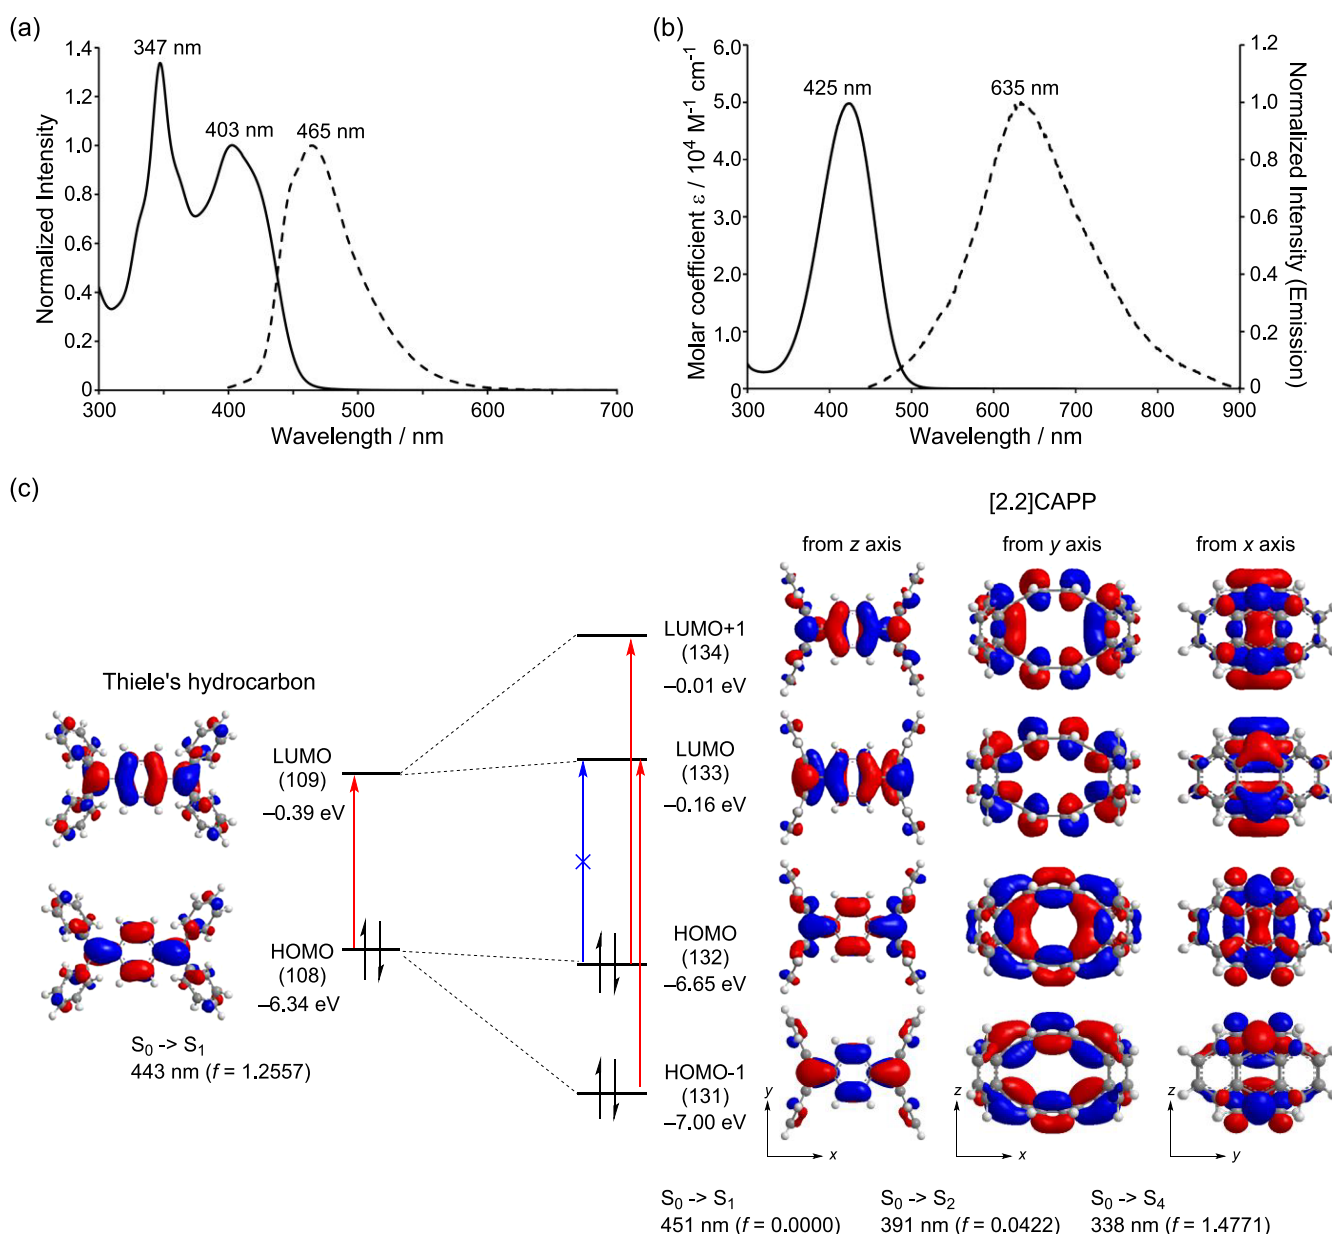 (a)
347 nm
403 nm
465 nm
Normalized Intensity
1.4
1.2
1.0
0.8
0.6
0.4
0.2
0
300
400
500
600
700
Wavelength / nm
(b)
425 nm
635 nm
Molar coefficient ε / 10⁴ M⁻¹ cm⁻¹
6.0
5.0
4.0
3.0
2.0
1.0
0
300
400
500
600
700
800
900
Wavelength / nm
1.2
1.0
0.8
0.6
0.4
0.2
0
Normalized Intensity (Emission)
(c)
[2.2]CAPP
from z axis
from y axis
from x axis
Thiele's hydrocarbon
LUMO
(109)
–0.39 eV
HOMO
(108)
–6.34 eV
S₀ -> S₁
443 nm (f = 1.2557)
LUMO+1
(134)
–0.01 eV
LUMO
(133)
–0.16 eV
HOMO
(132)
–6.65 eV
HOMO-1
(131)
–7.00 eV
y
x
z
x
z
y
S₀ -> S₁
451 nm (f = 0.0000)
S₀ -> S₂
391 nm (f = 0.0422)
S₀ -> S₄
338 nm (f = 1.4771)